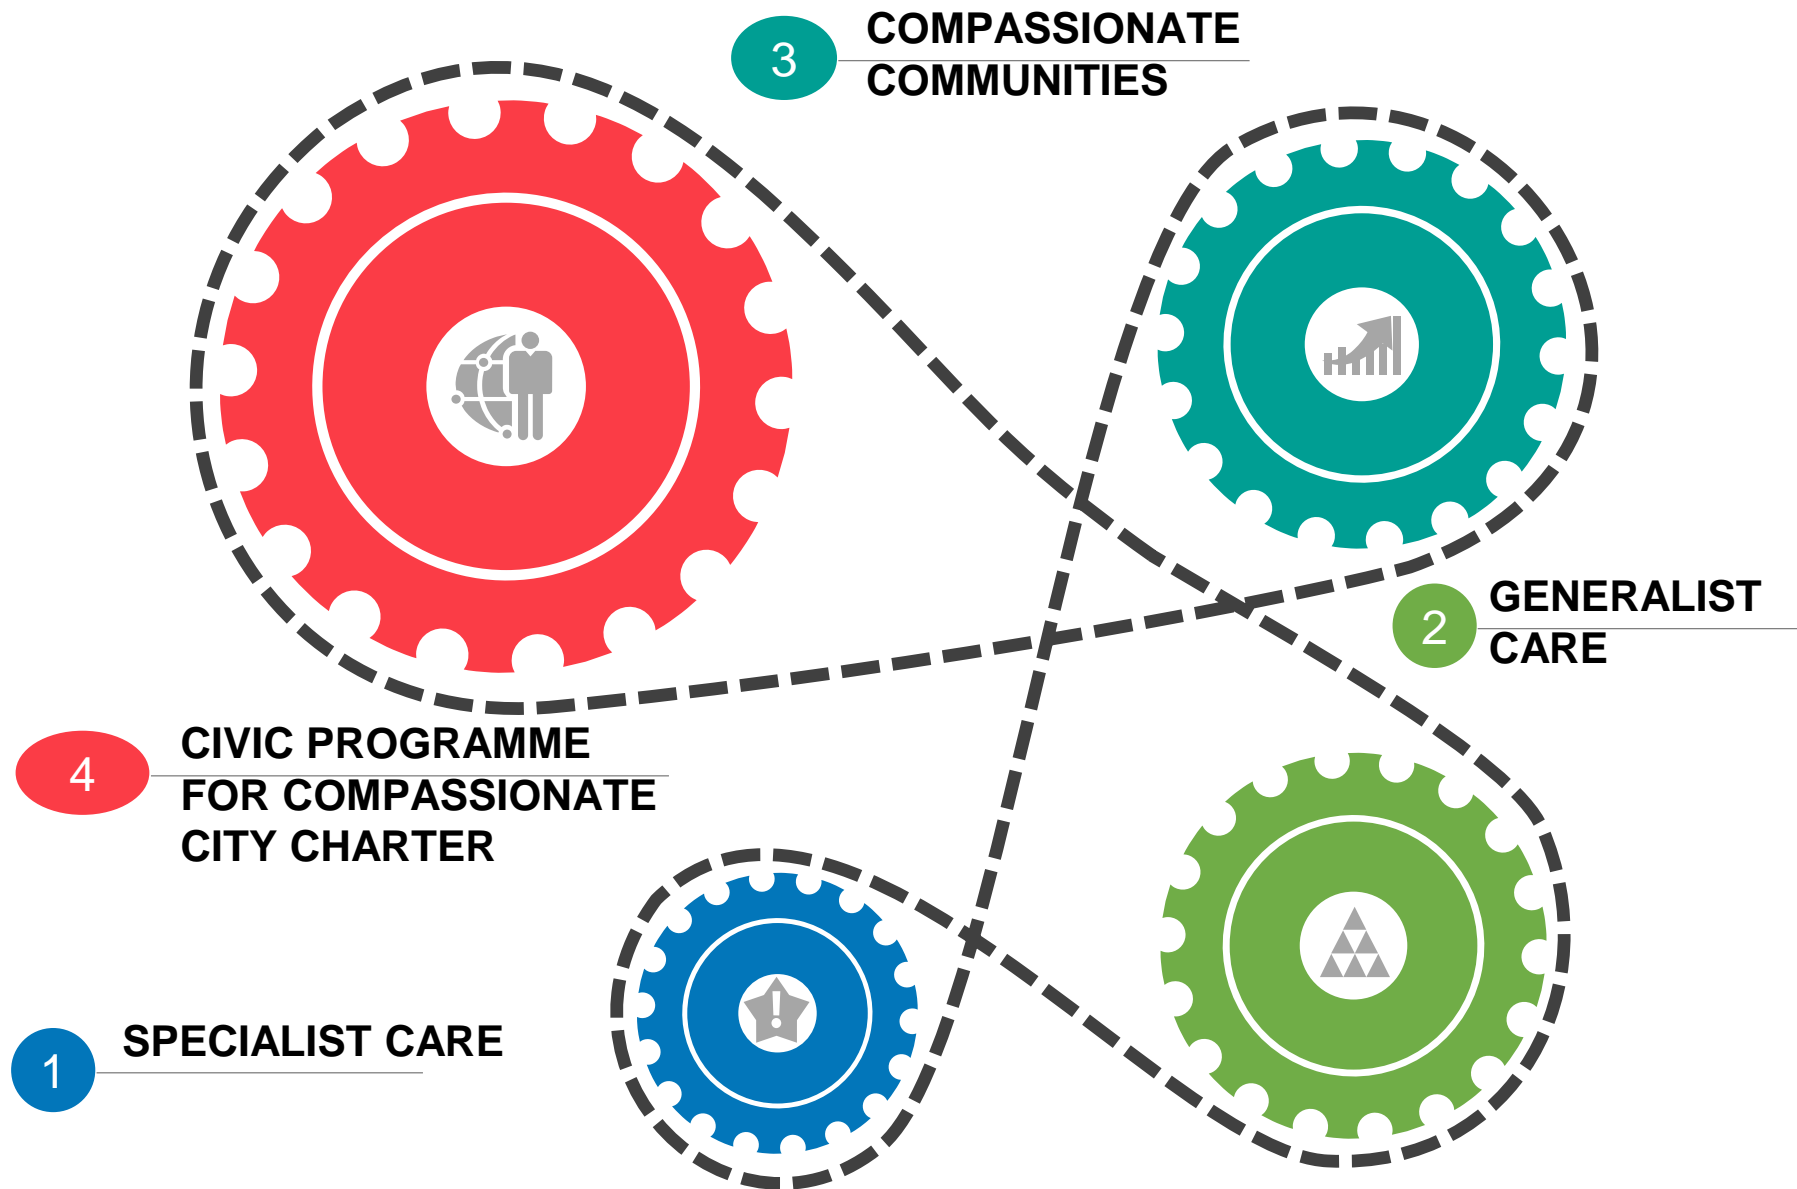 3
COMPASSIONATE
COMMUNITIES
2
GENERALIST
CARE
4
CIVIC PROGRAMME
FOR COMPASSIONATE
CITY CHARTER
1
SPECIALIST CARE
!